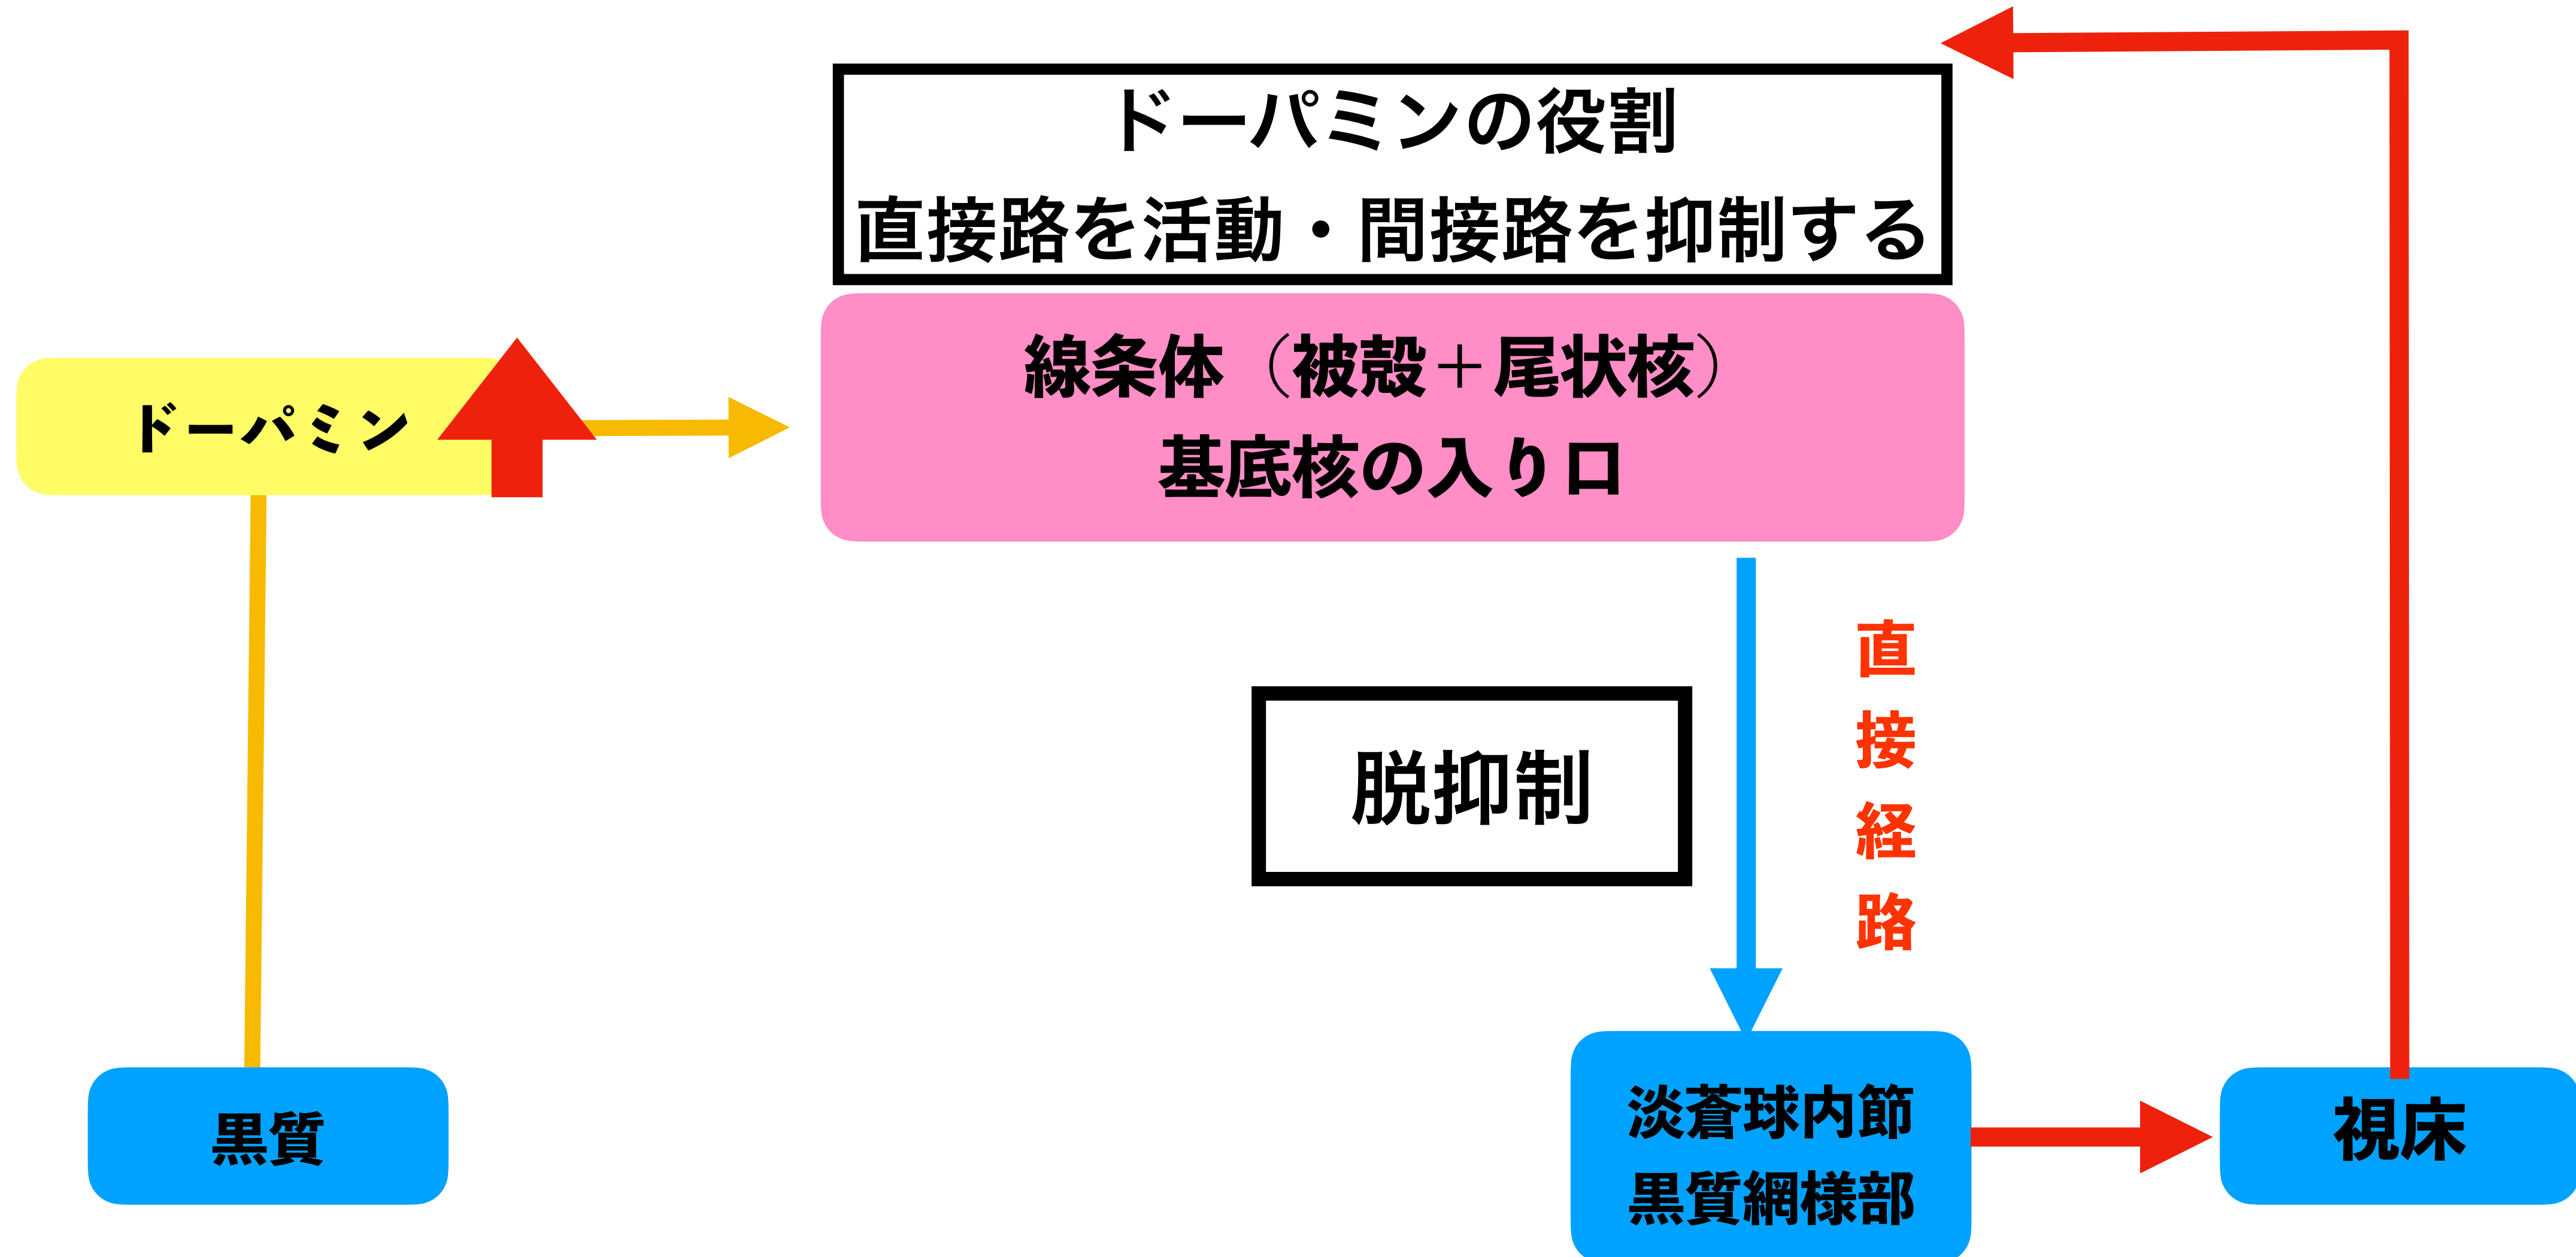 ドーパミンの役割
直接路を活動・間接路を抑制する
線条体（被殻＋尾状核）
基底核の入り口
ドーパミン
脱抑制
直接経路
黒質
淡蒼球内節
黒質網様部
視床